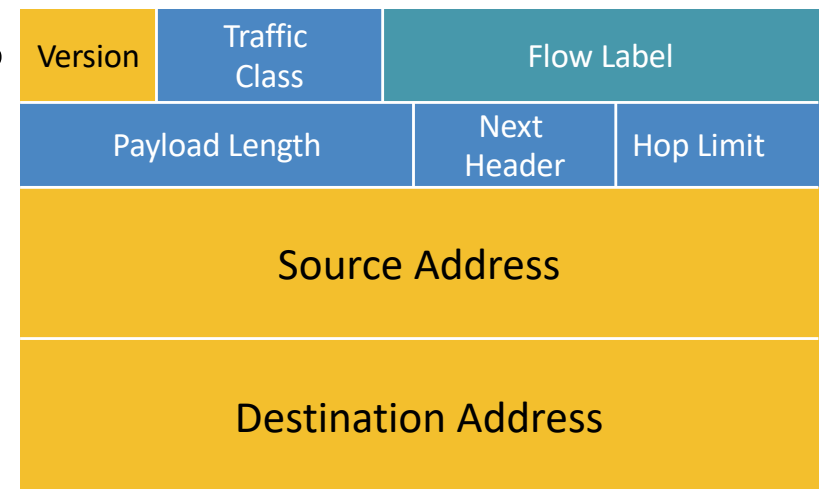 Version
Traffic
Class
Flow Label
Payload Length
Next
Header
Hop Limit
Source Address
Destination Address